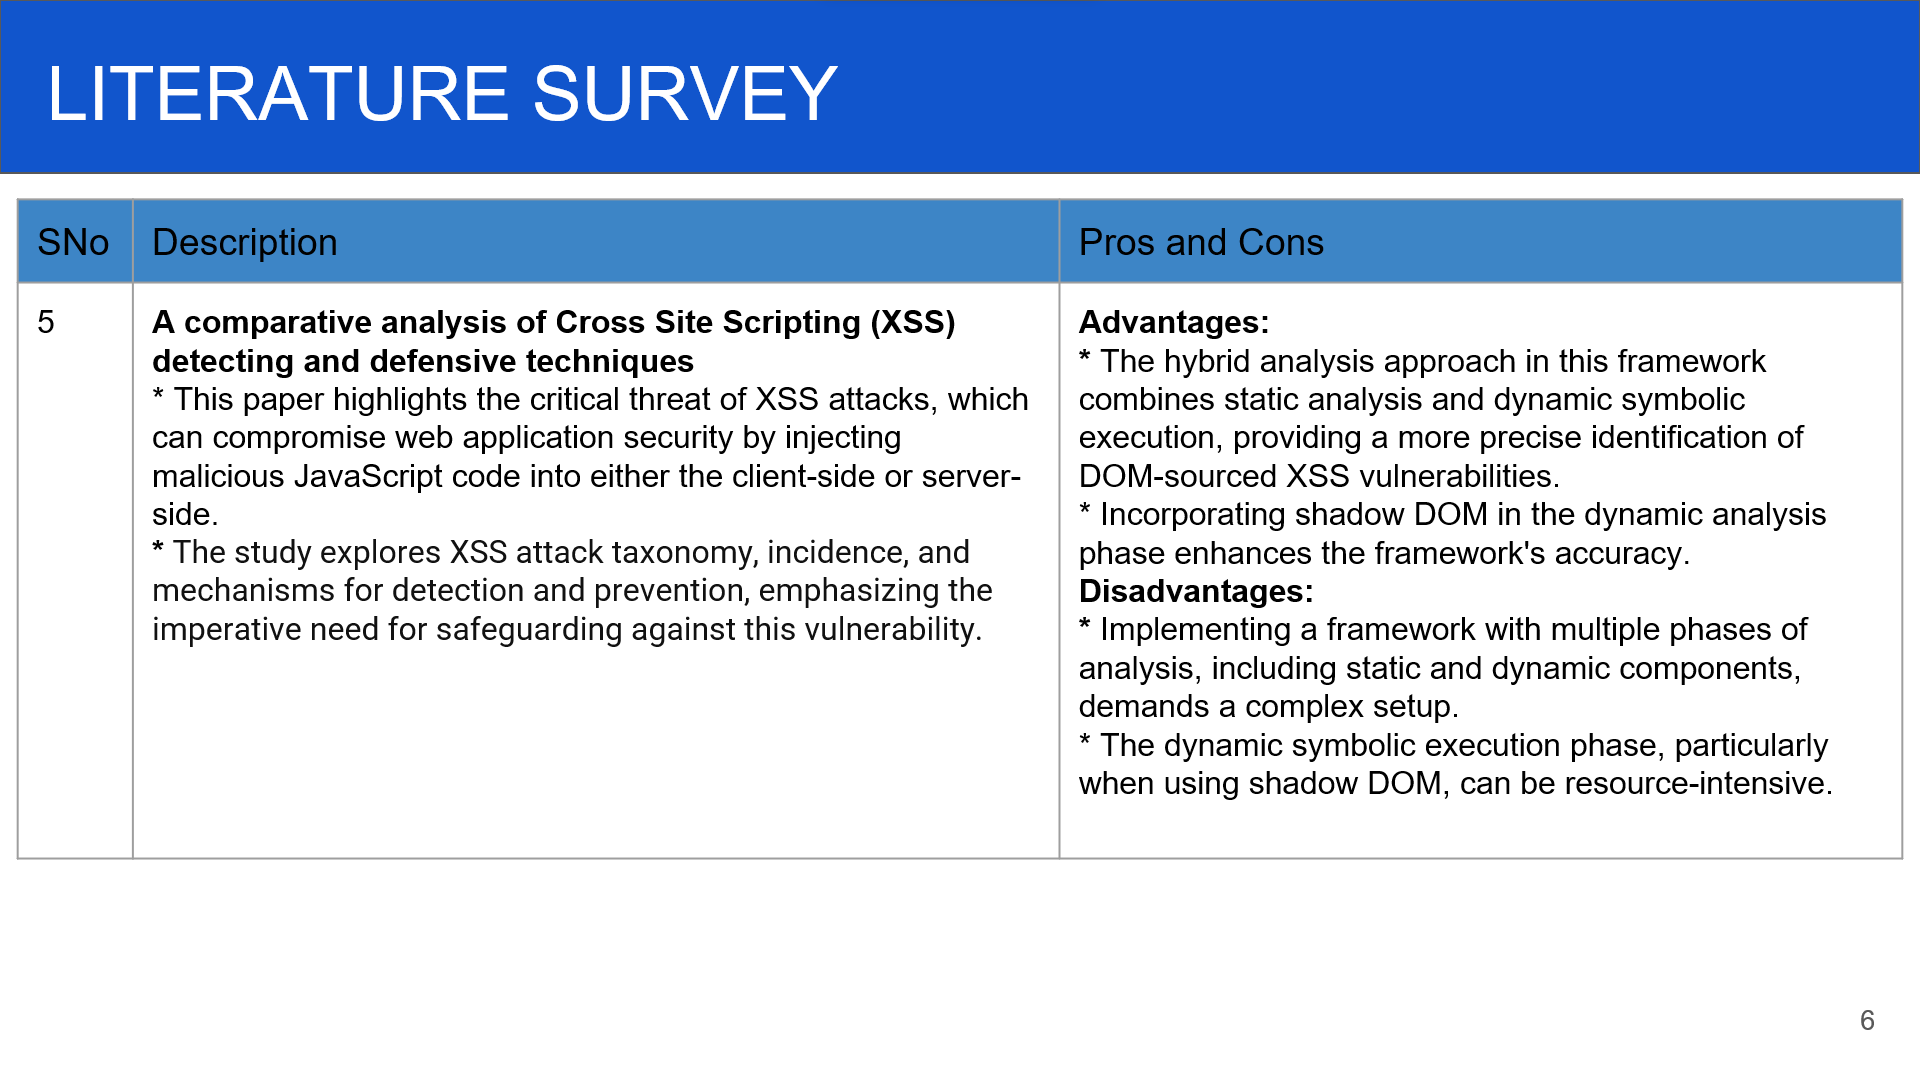 LITERATURE SURVEY
SNo
Description
Pros and Cons
5
A comparative analysis of Cross Site Scripting (XSS)
detecting and defensive techniques
* This paper highlights the critical threat of XSS attacks, which
can compromise web application security by injecting
malicious JavaScript code into either the client-side or server-
side.
* The study explores XSS attack taxonomy, incidence, and
mechanisms for detection and prevention, emphasizing the
imperative need for safeguarding against this vulnerability.
Advantages:
* The hybrid analysis approach in this framework
combines static analysis and dynamic symbolic
execution, providing a more precise identification of
DOM-sourced XSS vulnerabilities.
* Incorporating shadow DOM in the dynamic analysis
phase enhances the framework's accuracy.
Disadvantages:
* Implementing a framework with multiple phases of
analysis, including static and dynamic components,
demands a complex setup.
* The dynamic symbolic execution phase, particularly
when using shadow DOM, can be resource-intensive.
6